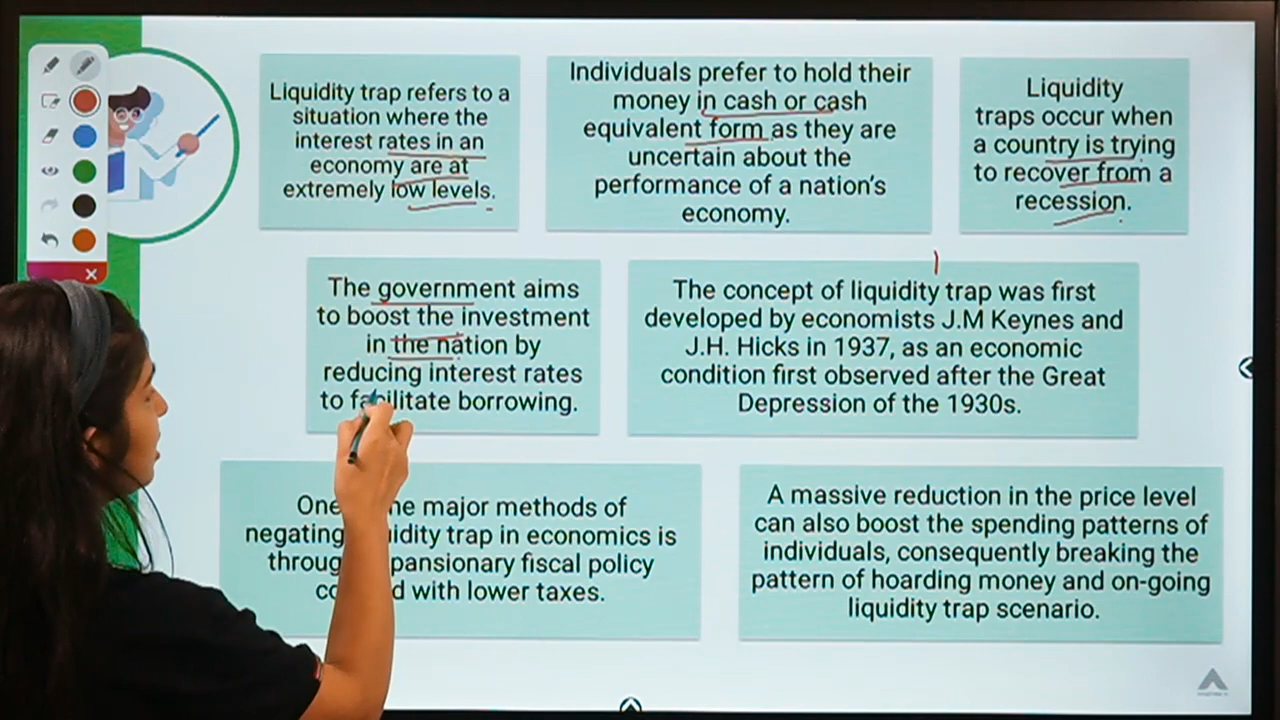 Liquidity trap refers to a
situation where the
interest rates in an
economy are at
extremely low levels.
Individuals prefer to hold their
money in cash or cash
equivalent form as they are
uncertain about the
performance of a nation's
economy.
Liquidity
traps occur when
a country is trying
to recover from a
recession.
The government aims
to boost the investment
in the nation by
reducing interest rates
to facilitate borrowing.
The concept of liquidity trap was first
developed by economists J.M Keynes and
J.H. Hicks in 1937, as an economic
condition first observed after the Great
Depression of the 1930s.
One major methods of
negating trap in economics is
fiscal policy
with lower taxes.
A massive reduction in the price level
can also boost the spending patterns of
individuals, consequently breaking the
pattern of hoarding money and on-going
liquidity trap scenario.